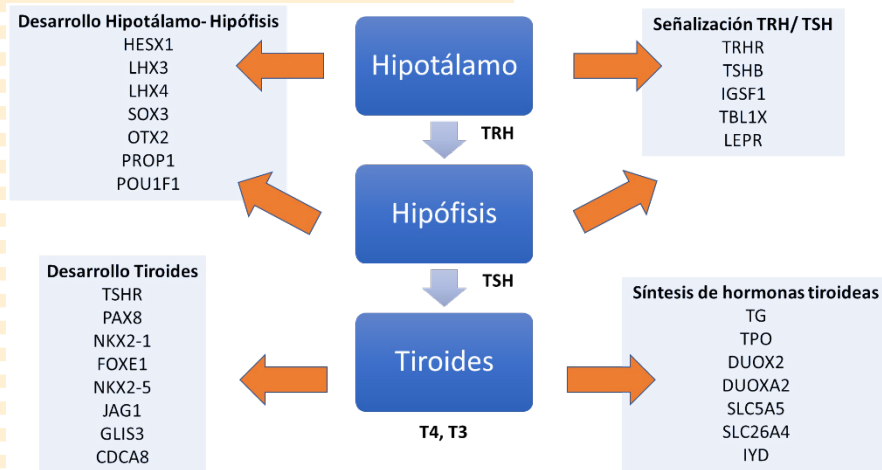 Desarrollo Hipotálamo- Hipófisis
HESX1
LHX3
LHX4
SOX3
OTX2
PROP1
POU1F1
Hipotálamo
Señalización TRH/ TSH
TRHR
TSHB
IGSF1
TBL1X
LEPR
TRH
Hipófisis
TSH
Desarrollo Tiroides
TSHR
PAX8
NKX2-1
FOXE1
NKX2-5
JAG1
GLIS3
CDCA8
Tiroides
T4, T3
Síntesis de hormonas tiroideas
TG
TPO
DUOX2
DUOXA2
SLC5A5
SLC26A4
IYD